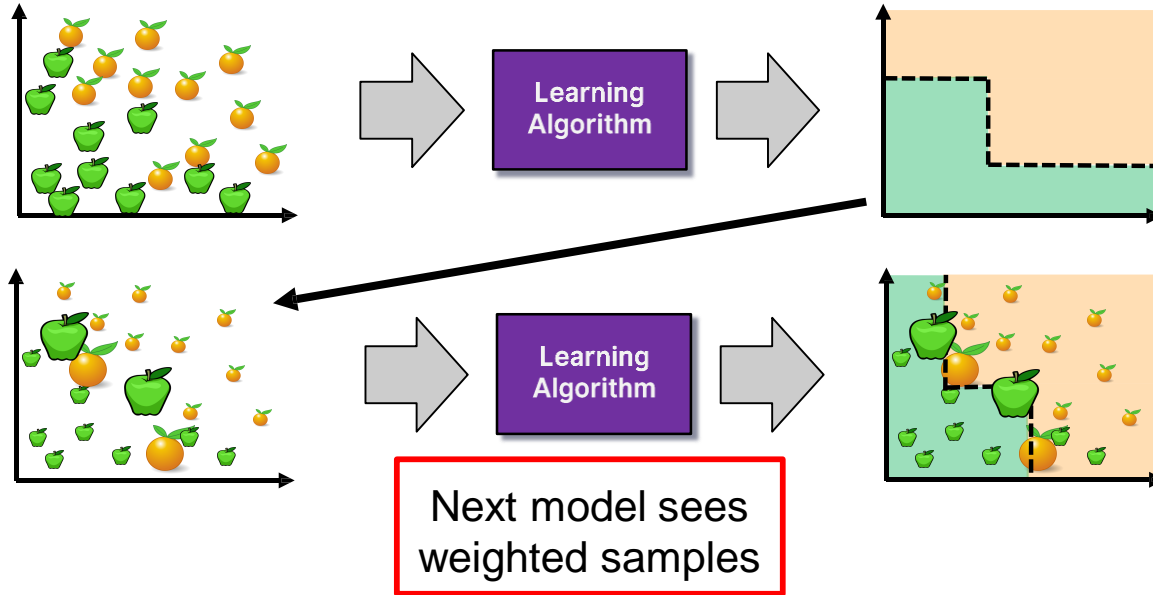 Learning
Algorithm
Learning
Algorithm
Next model sees
weighted samples